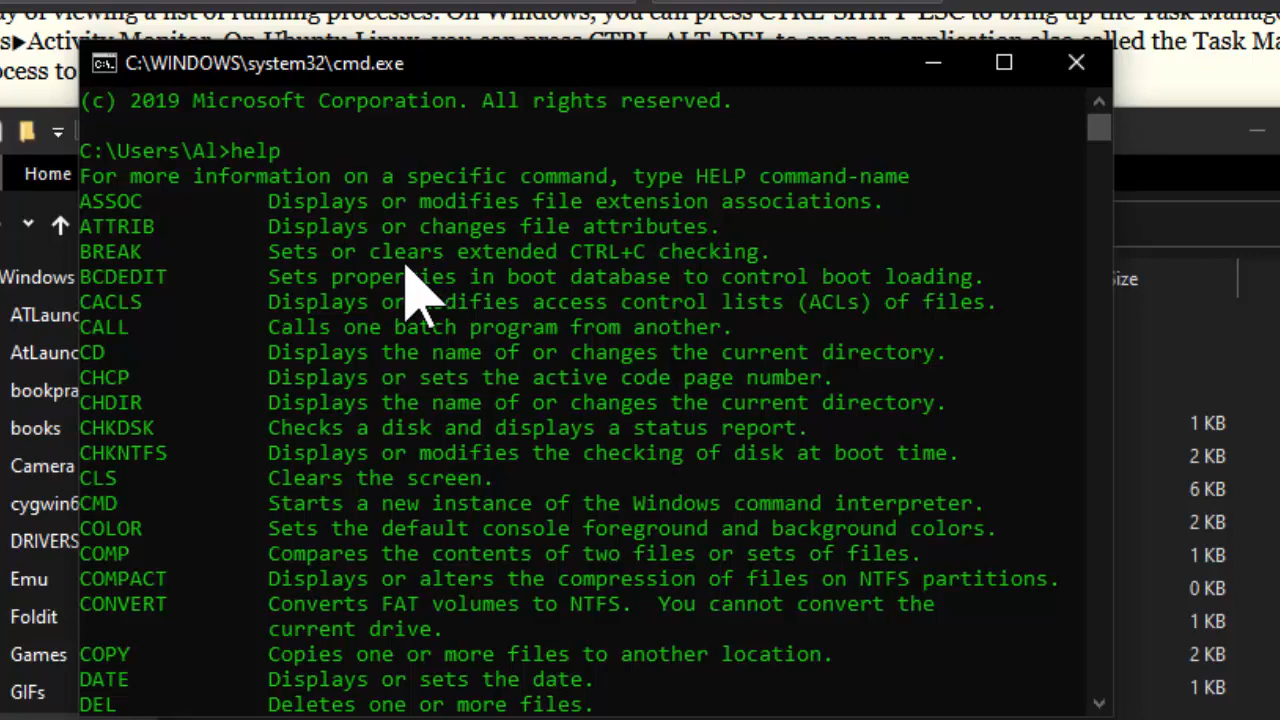 ay of viewing a list of running processes. On Windows, you can press CTRL-SHIFT-ESC to bring up the Task Manage
s▶Activity Monitor. On Ubuntu Linux, you can press CTRL-ALT-DEL to open an application also called the Task Ma
ocess to
C:\WINDOWS\system32\cmd.exe
(c) 2019 Microsoft Corporation. All rights reserved.
C:\Users\Al>help
For more information on a specific command, type HELP command-name
ASSOC Displays or modifies file extension associations.
ATTRIB Displays or changes file attributes.
BREAK Sets or clears extended CTRL+C checking.
BCDEDIT Sets properties in boot database to control boot loading.
CACLS Displays or modifies access control lists (ACLs) of files.
CALL Calls one batch program from another.
CD Displays the name of or changes the current directory.
CHCP Displays or sets the active code page number.
CHDIR Displays the name of or changes the current directory.
CHKDSK Checks a disk and displays a status report.
CHKNTFS Displays or modifies the checking of disk at boot time.
CLS Clears the screen.
CMD Starts a new instance of the Windows command interpreter.
COLOR Sets the default console foreground and background colors.
COMP Compares the contents of two files or sets of files.
COMPACT Displays or alters the compression of files on NTFS partitions.
CONVERT Converts FAT volumes to NTFS.  You cannot convert the
current drive.
COPY Copies one or more files to another location.
DATE Displays or sets the date.
DEL Deletes one or more files.
Home
Windows
ATLaunc
AtLaunc
bookpra
books
Camera
cygwin6
DRIVERS
Emu
Foldit
Games
GIFs
Size
1 KB
2 KB
6 KB
2 KB
1 KB
0 KB
1 KB
2 KB
1 KB